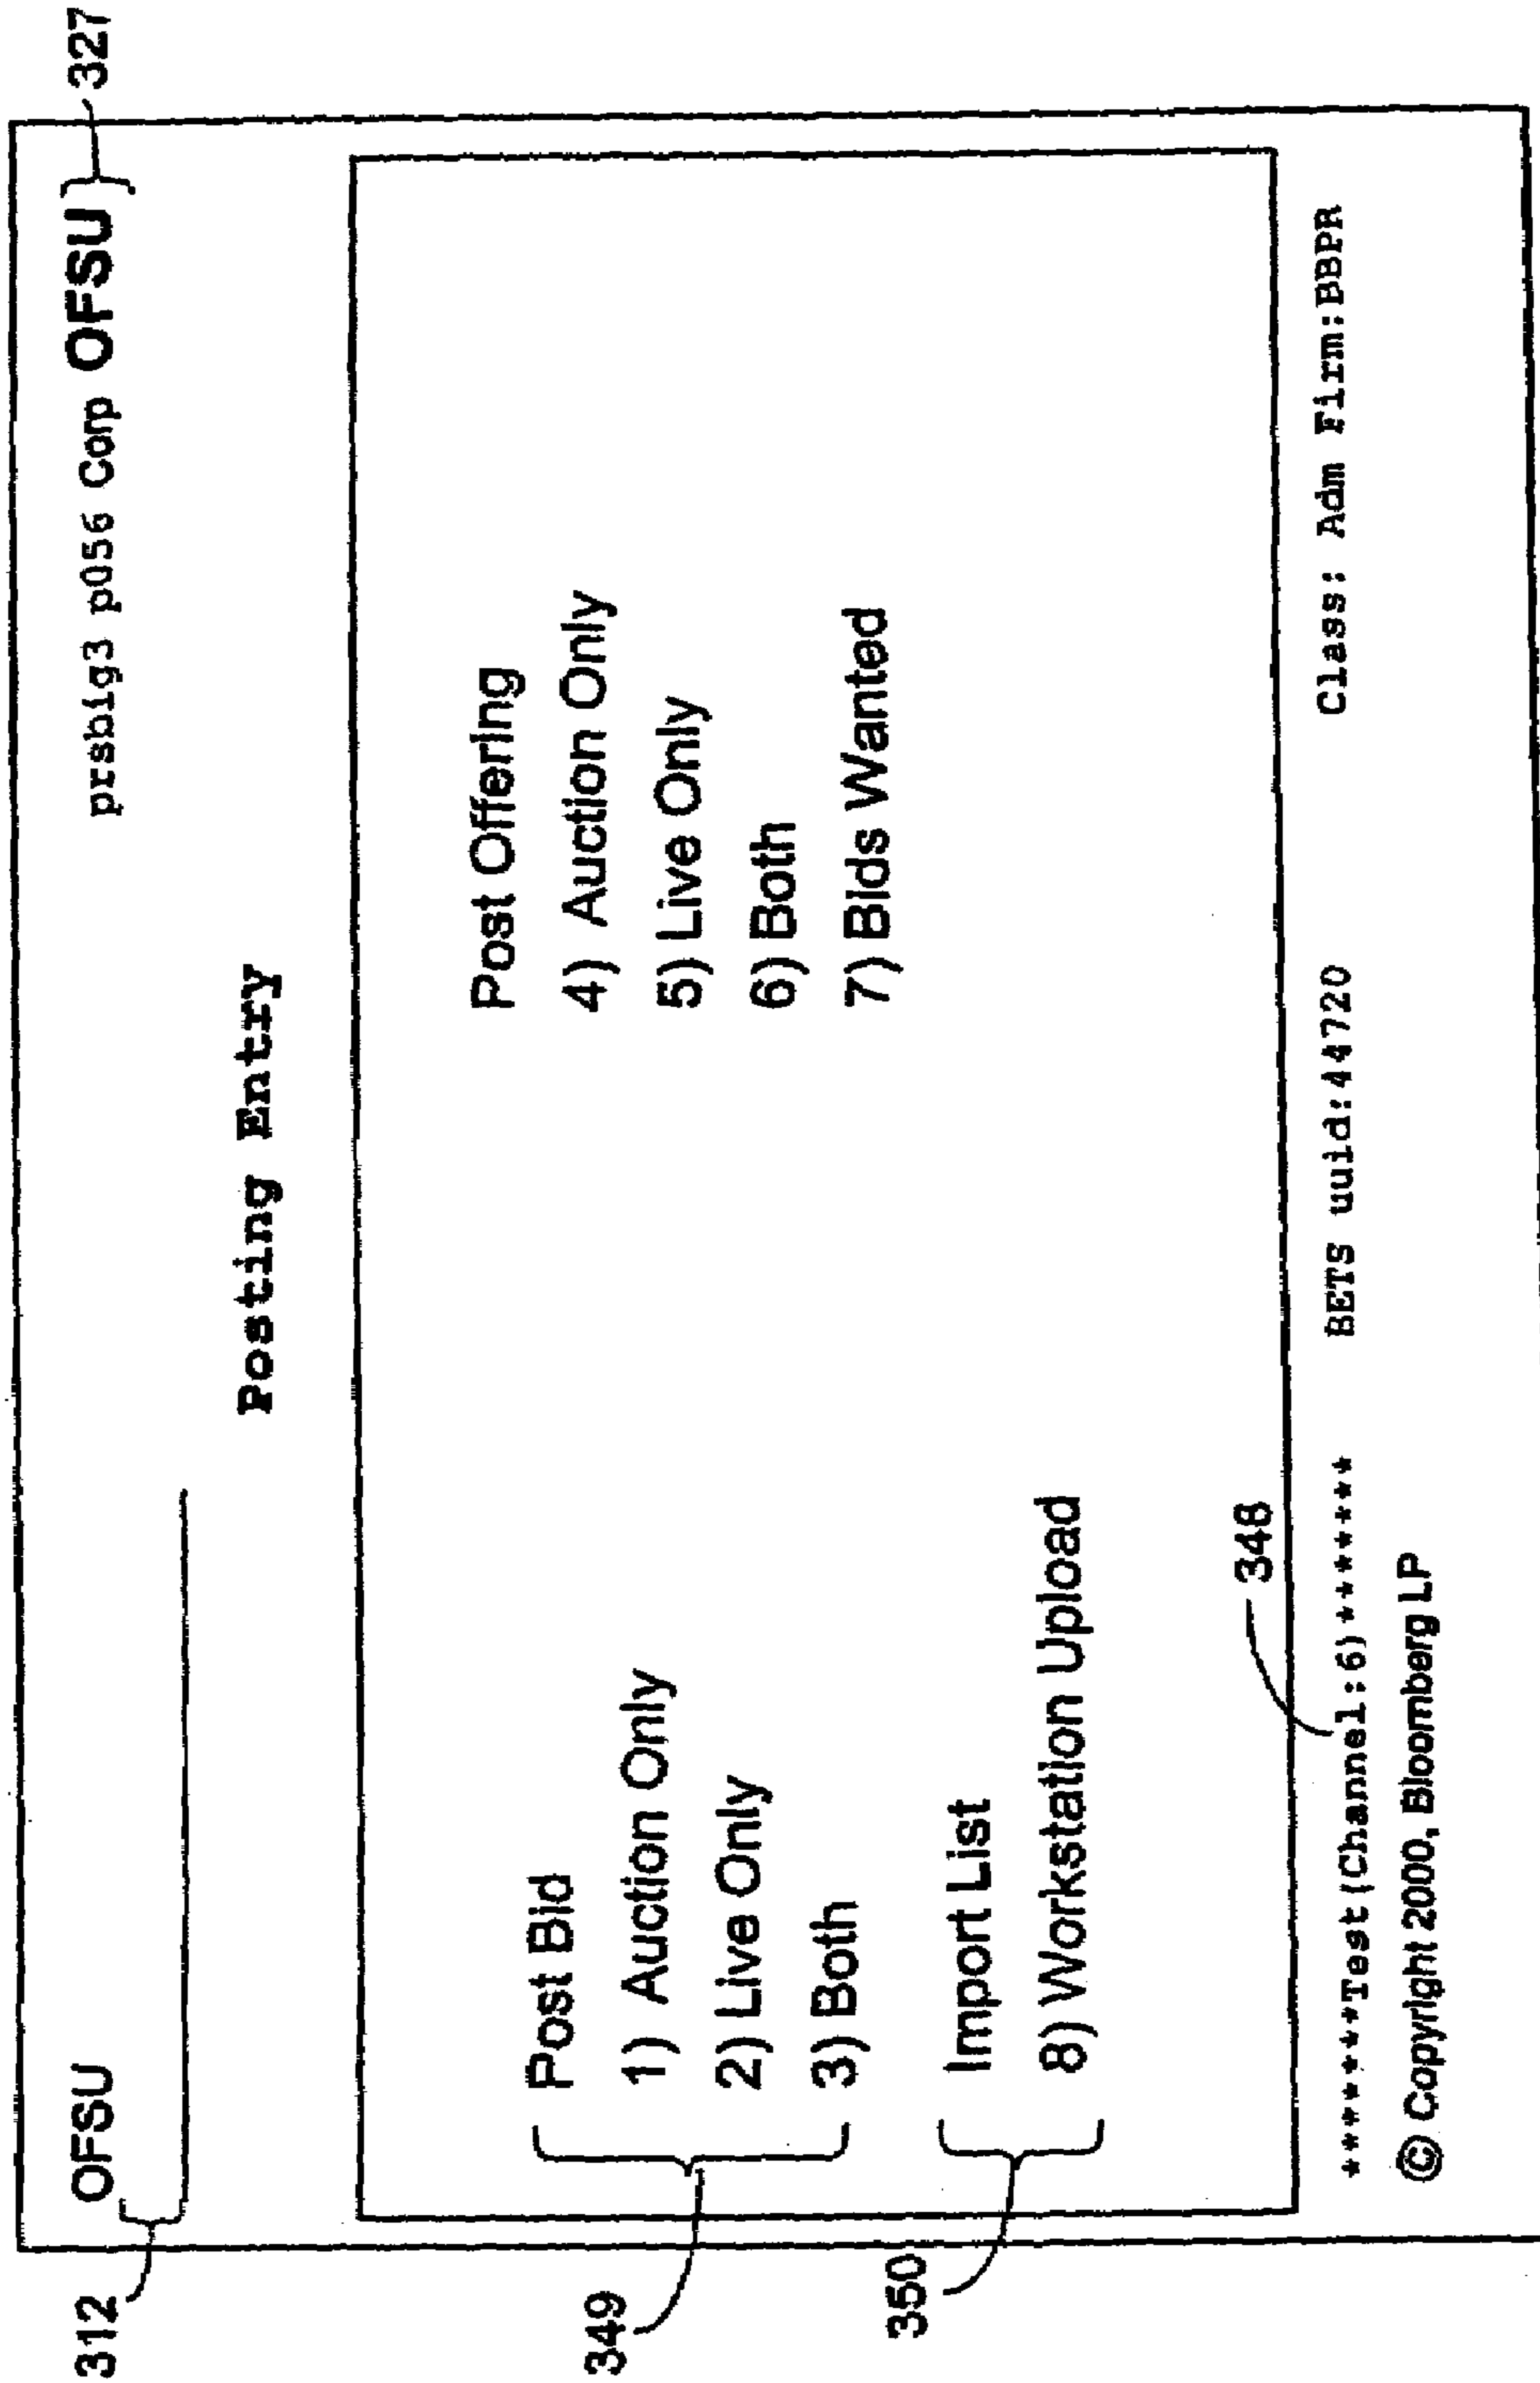 OFSU prsbig3 p056 Corp OFSU 327
312
Posting Entry
Post Bid
1) Auction Only
2) Live Only
3) Both
349
Import List
8) Workstation Upload
350
Post Offering
4) Auction Only
5) Live Only
6) Both
7) Bids Wanted
348
*******Test(Channel:6)******* BETS uuid:44720 Class: Adm Firm:BBPR
© Copyright 2000, Bloomberg LP